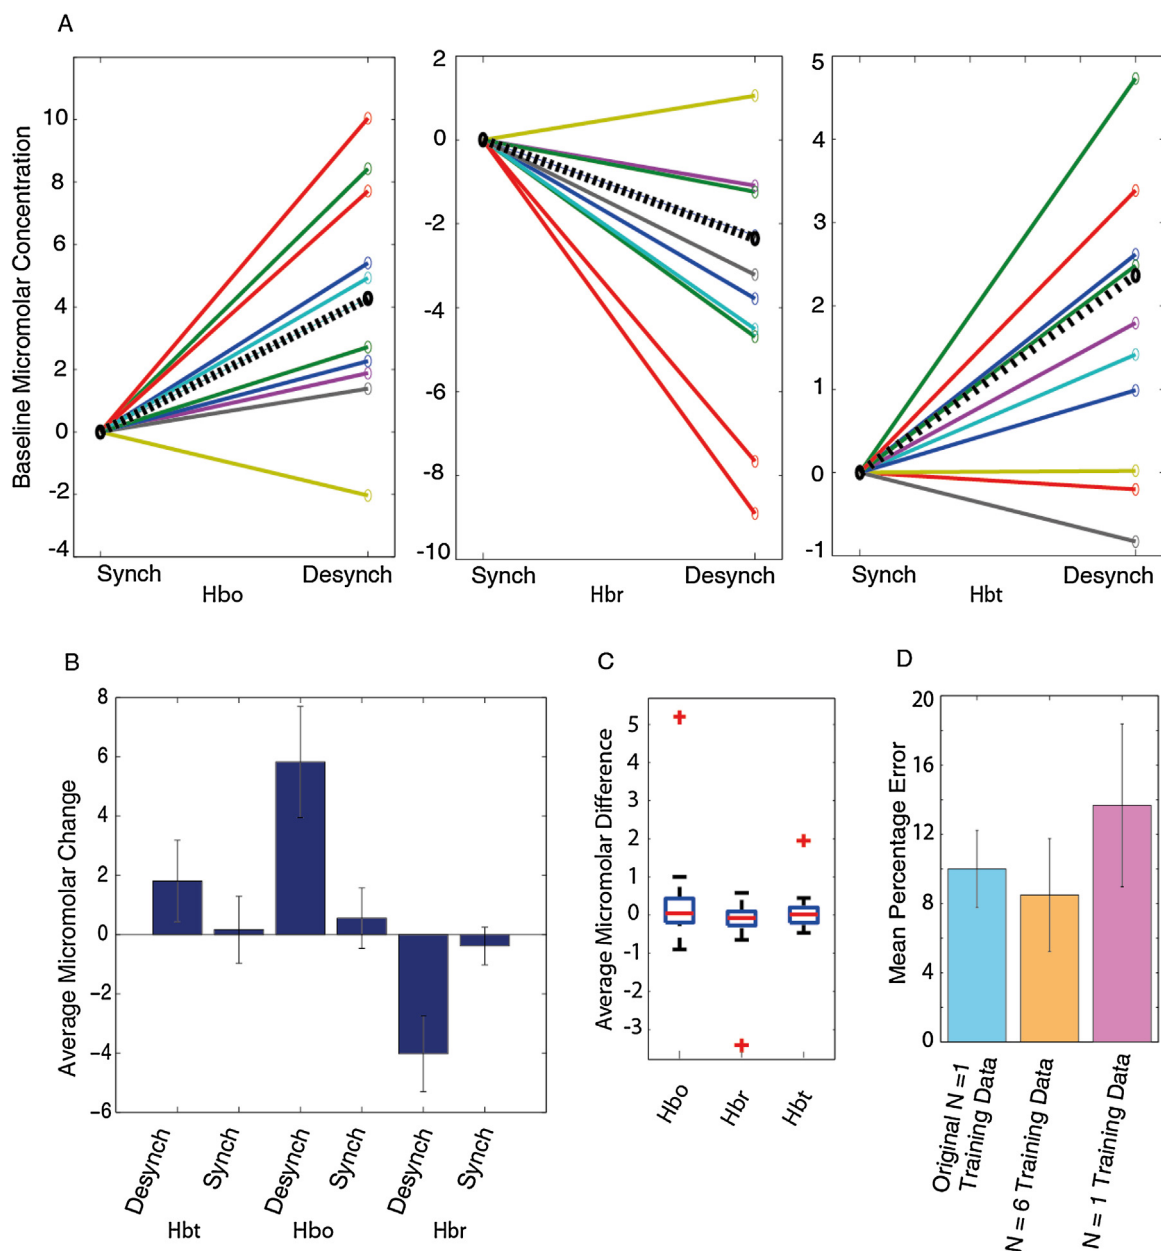 A
Baseline Micromolar Concentration
10
8
6
4
2
0
-2
-4
Synch
Desynch
Hbo
2
0
-2
-4
-6
-8
-10
Synch
Desynch
Hbr
5
4
3
2
1
0
-1
Synch
Desynch
Hbt
B
Average Micromolar Change
8
6
4
2
0
−2
−4
−6
Desynch
Synch
Desynch
Synch
Desynch
Synch
Hbt
Hbo
Hbr
C
Average Micromolar Difference
5
4
3
2
1
0
-1
-2
-3
Hbo
Hbr
Hbt
D
Mean Percentage Error
20
16
12
8
4
0
Original N =1
Training Data
N = 6 Training Data
N = 1 Training Data